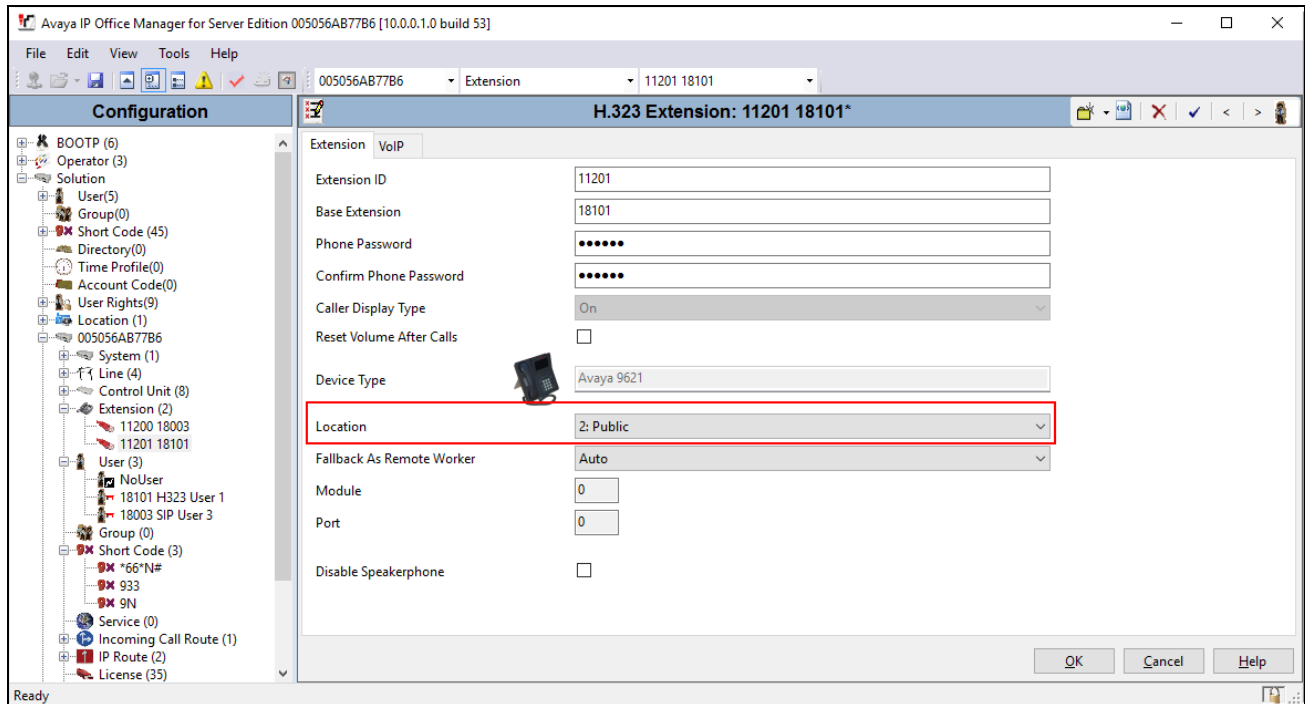 Avaya IP Office Manager for Server Edition 005056AB77B6 [10.0.0.1.0 build 53]
File Edit View Tools Help
005056AB77B6 Extension 11201 18101
Configuration
BOOTP (6)
Operator (3)
Solution
User(5)
Group(0)
Short Code (45)
Directory(0)
Time Profile(0)
Account Code(0)
User Rights(9)
Location (1)
005056AB77B6
System (1)
Line (4)
Control Unit (8)
Extension (2)
11200 18003
11201 18101
User (3)
NoUser
18101 H323 User 1
18003 SIP User 3
Group (0)
Short Code (3)
*66*N#
933
9N
Service (0)
Incoming Call Route (1)
IP Route (2)
License (35)
H.323 Extension: 11201 18101*
Extension VoIP
Extension ID 11201
Base Extension 18101
Phone Password ●●●●●●
Confirm Phone Password ●●●●●●
Caller Display Type On
Reset Volume After Calls
Device Type Avaya 9621
Location 2: Public
Fallback As Remote Worker Auto
Module 0
Port 0
Disable Speakerphone
OK Cancel Help
Ready